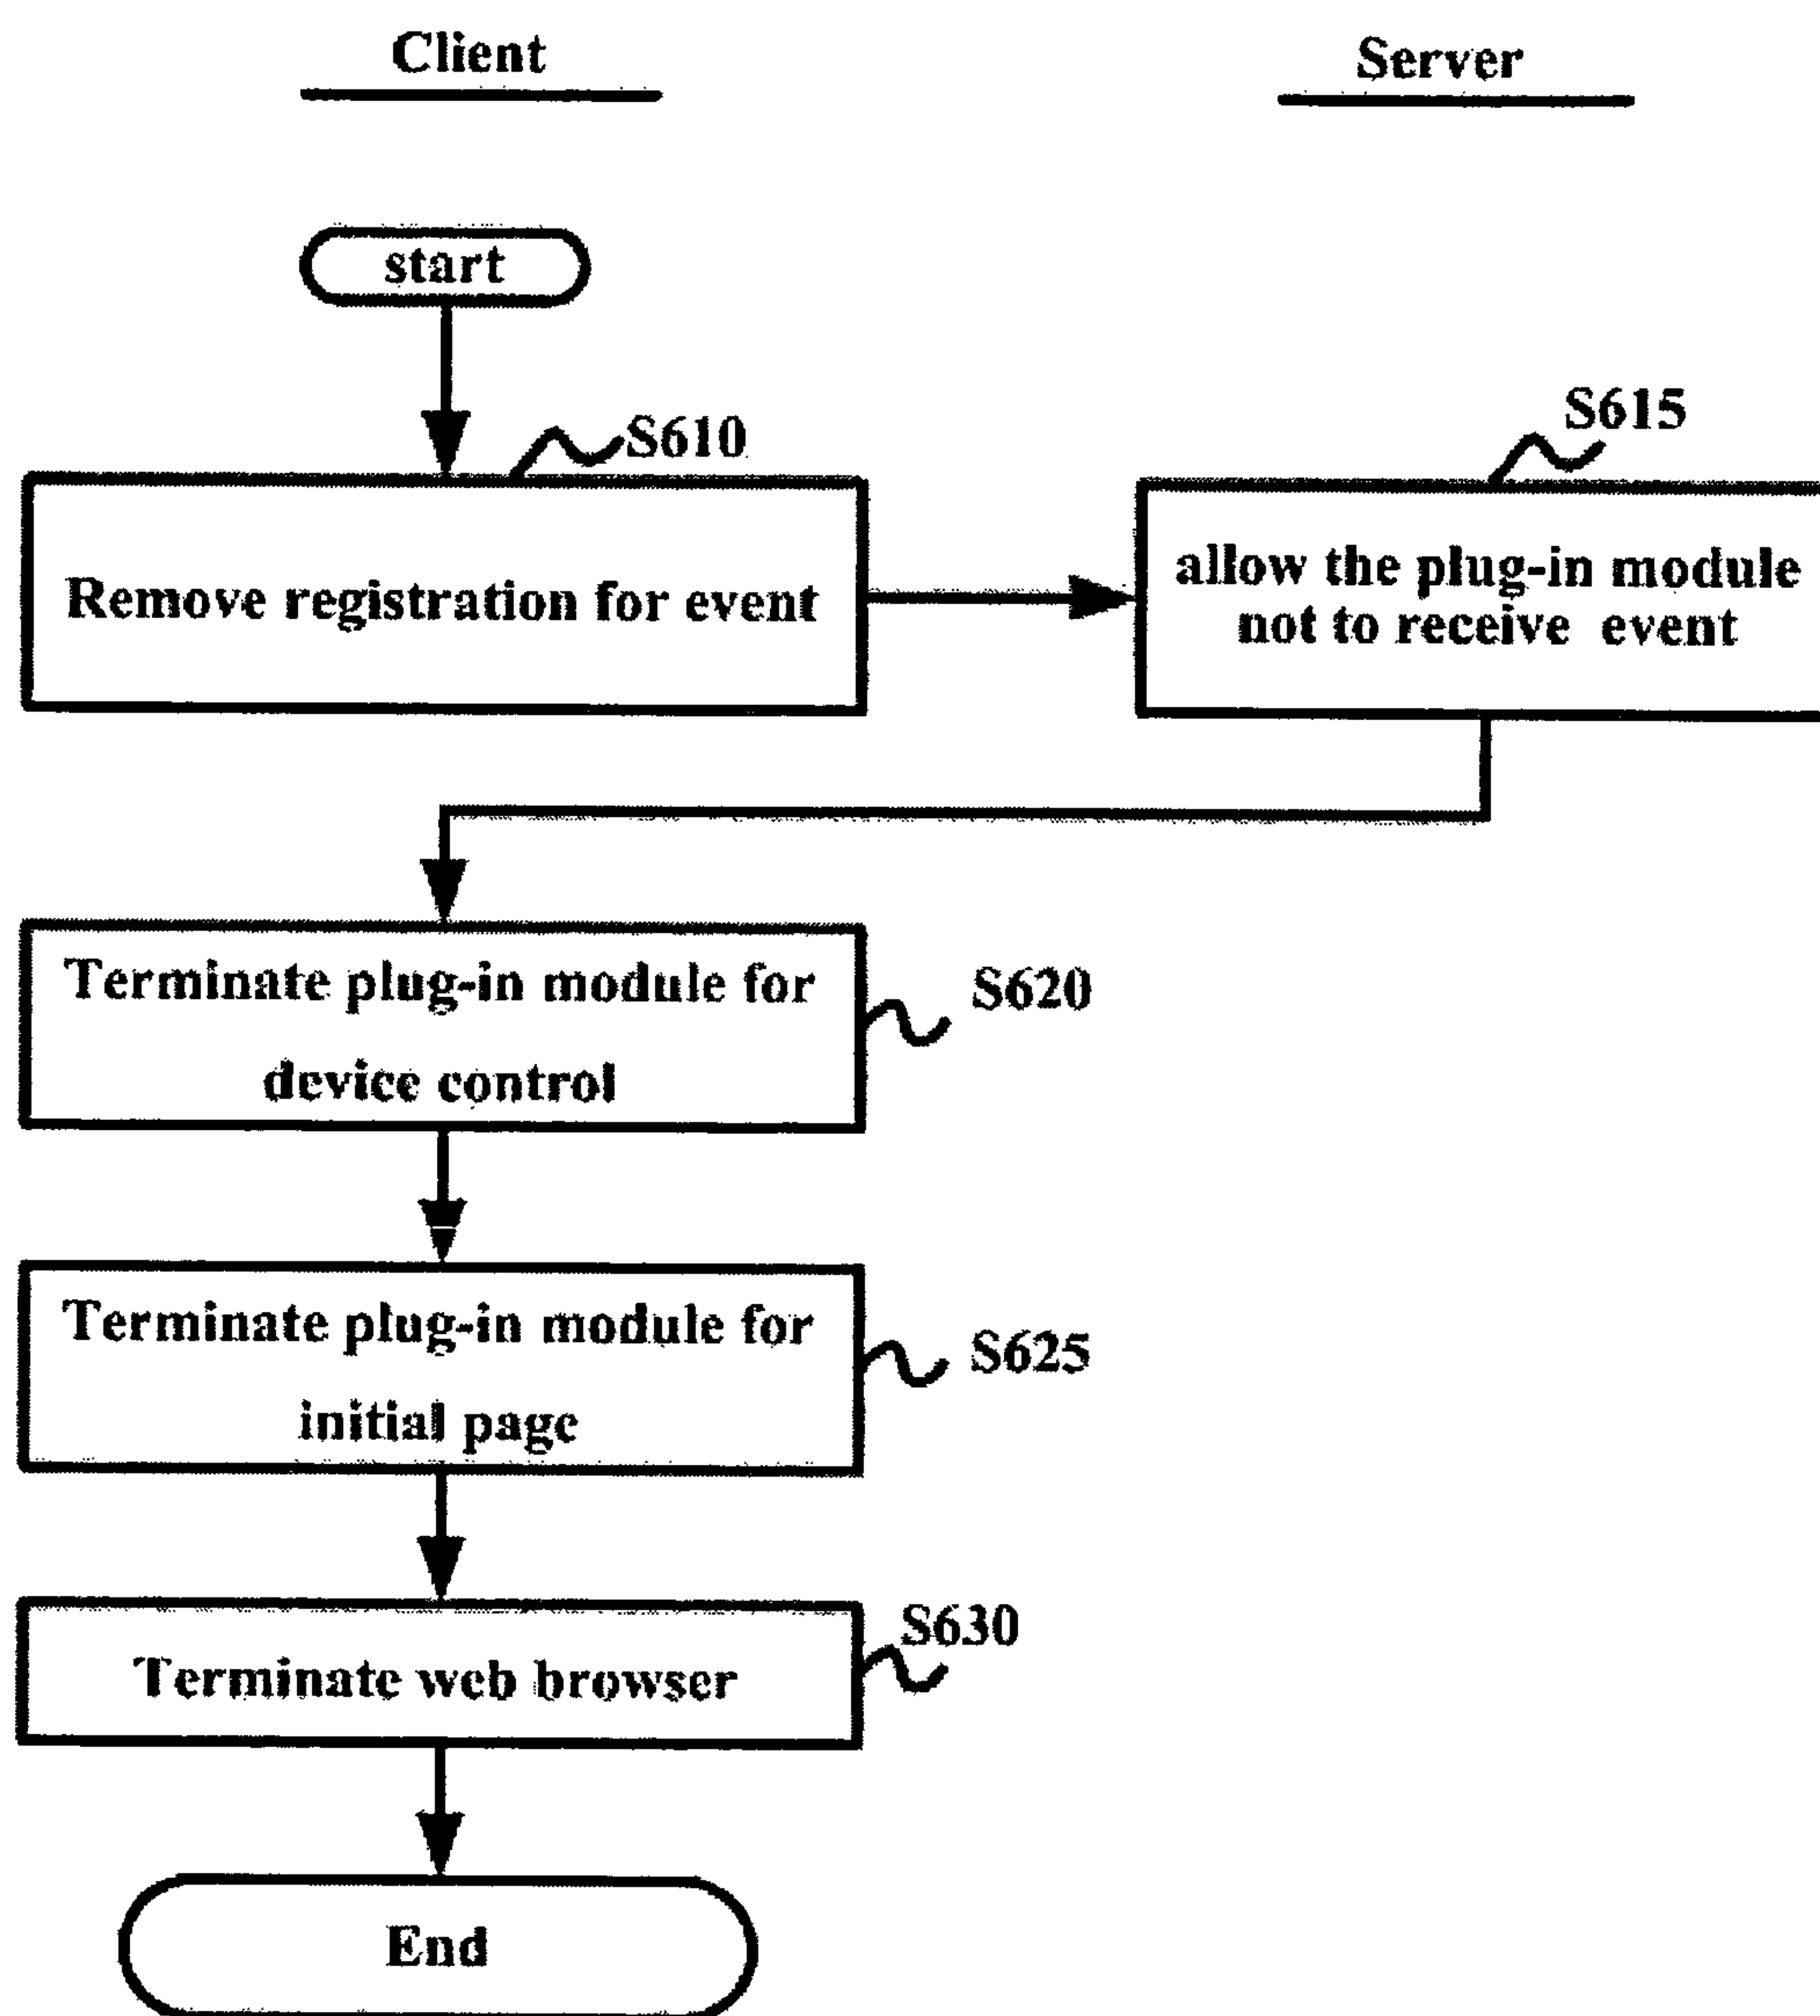 Client
Server
start
S610
S615
Remove registration for event
allow the plug-in module
not to receive event
Terminate plug-in module for
device control
S620
Terminate plug-in module for
initial page
S625
S630
Terminate web browser
End